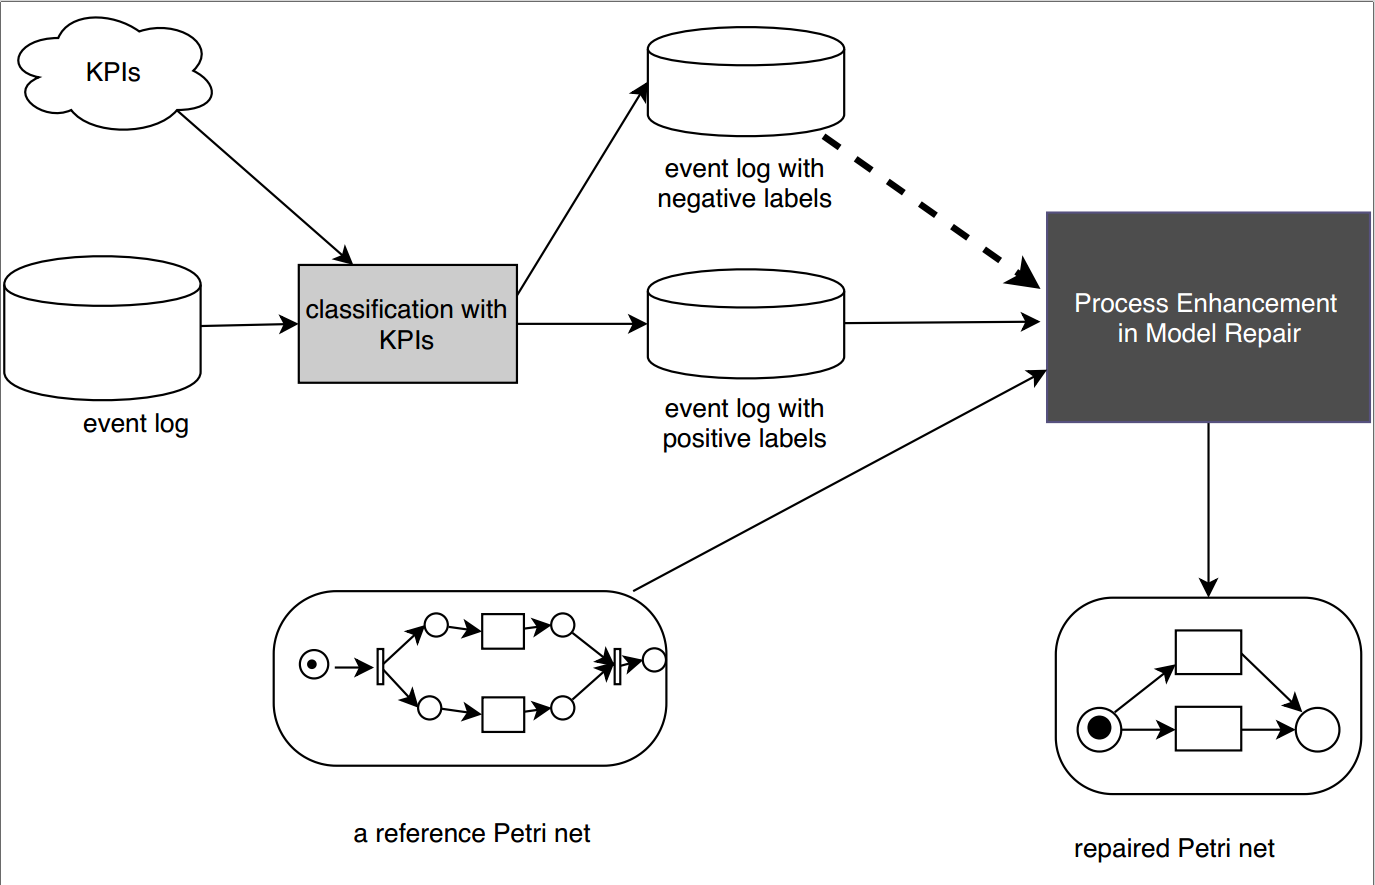 KPIs
event log with
negative labels
classification with
KPIs
Process Enhancement
in Model Repair
event log
event log with
positive labels
a reference Petri net
repaired Petri net